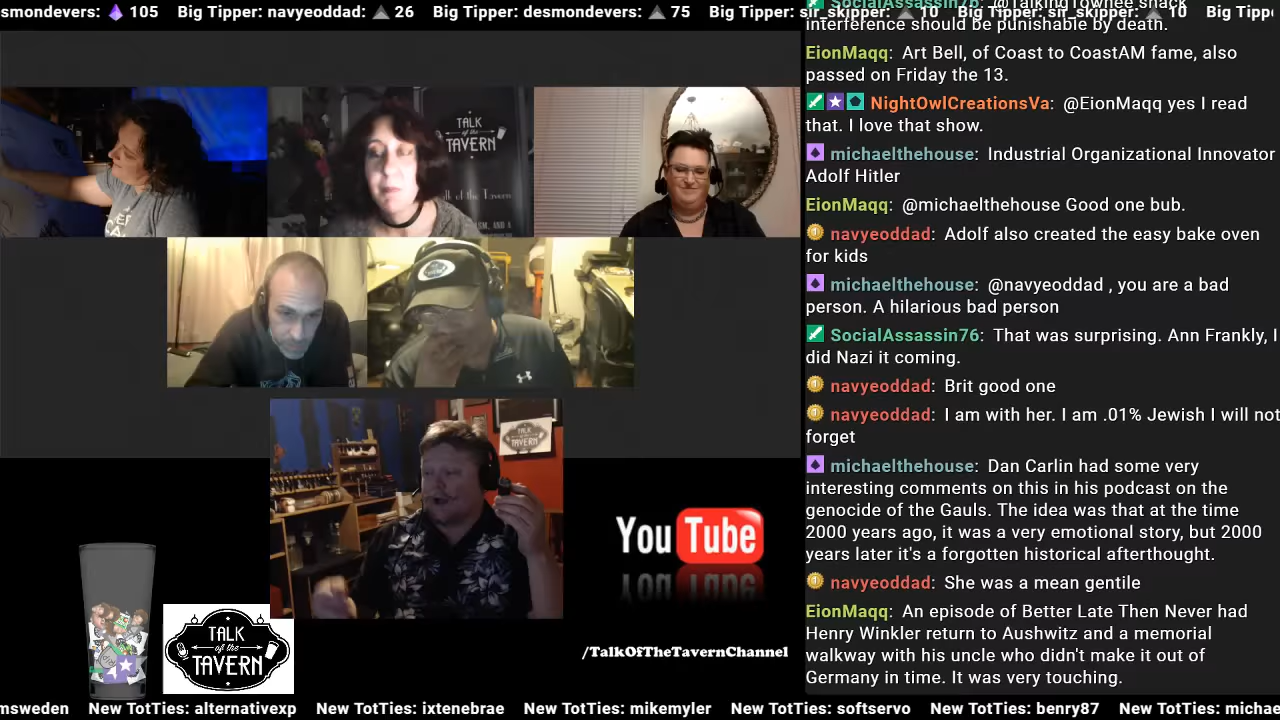 smondevers: 105 Big Tipper: navyeoddad: 26 Big Tipper: desmondevers: 75 Big Tipper: sir_skipper: 10 Big Tipper: sir_skipper: 10 Big Tipp
SocialAssassin76: @TalkingTownee snack
interference should be punishable by death.
EionMaqq: Art Bell, of Coast to CoastAM fame, also
passed on Friday the 13.
NightOwlCreationsVa: @EionMaqq yes I read
that. I love that show.
michaelthehouse: Industrial Organizational Innovator
Adolf Hitler
EionMaqq: @michaelthehouse Good one bub.
navyeoddad: Adolf also created the easy bake oven
for kids
michaelthehouse: @navyeoddad , you are a bad
person. A hilarious bad person
SocialAssassin76: That was surprising. Ann Frankly, I
did Nazi it coming.
navyeoddad: Brit good one
navyeoddad: I am with her. I am .01% Jewish I will not
forget
michaelthehouse: Dan Carlin had some very
interesting comments on this in his podcast on the
genocide of the Gauls. The idea was that at the time
2000 years ago, it was a very emotional story, but 2000
years later it's a forgotten historical afterthought.
navyeoddad: She was a mean gentile
EionMaqq: An episode of Better Late Then Never had
Henry Winkler return to Aushwitz and a memorial
walkway with his uncle who didn't make it out of
Germany in time. It was very touching.
TALK
of the
TAVERN
TALK
of the
TAVERN
YouTube
TALK
of the
TAVERN
/TalkOfTheTavernChannel
msweden New TotTies: alternativexp New TotTies: ixtenebrae New TotTies: mikemyler New TotTies: softservo New TotTies: benry87 New TotTies: michae